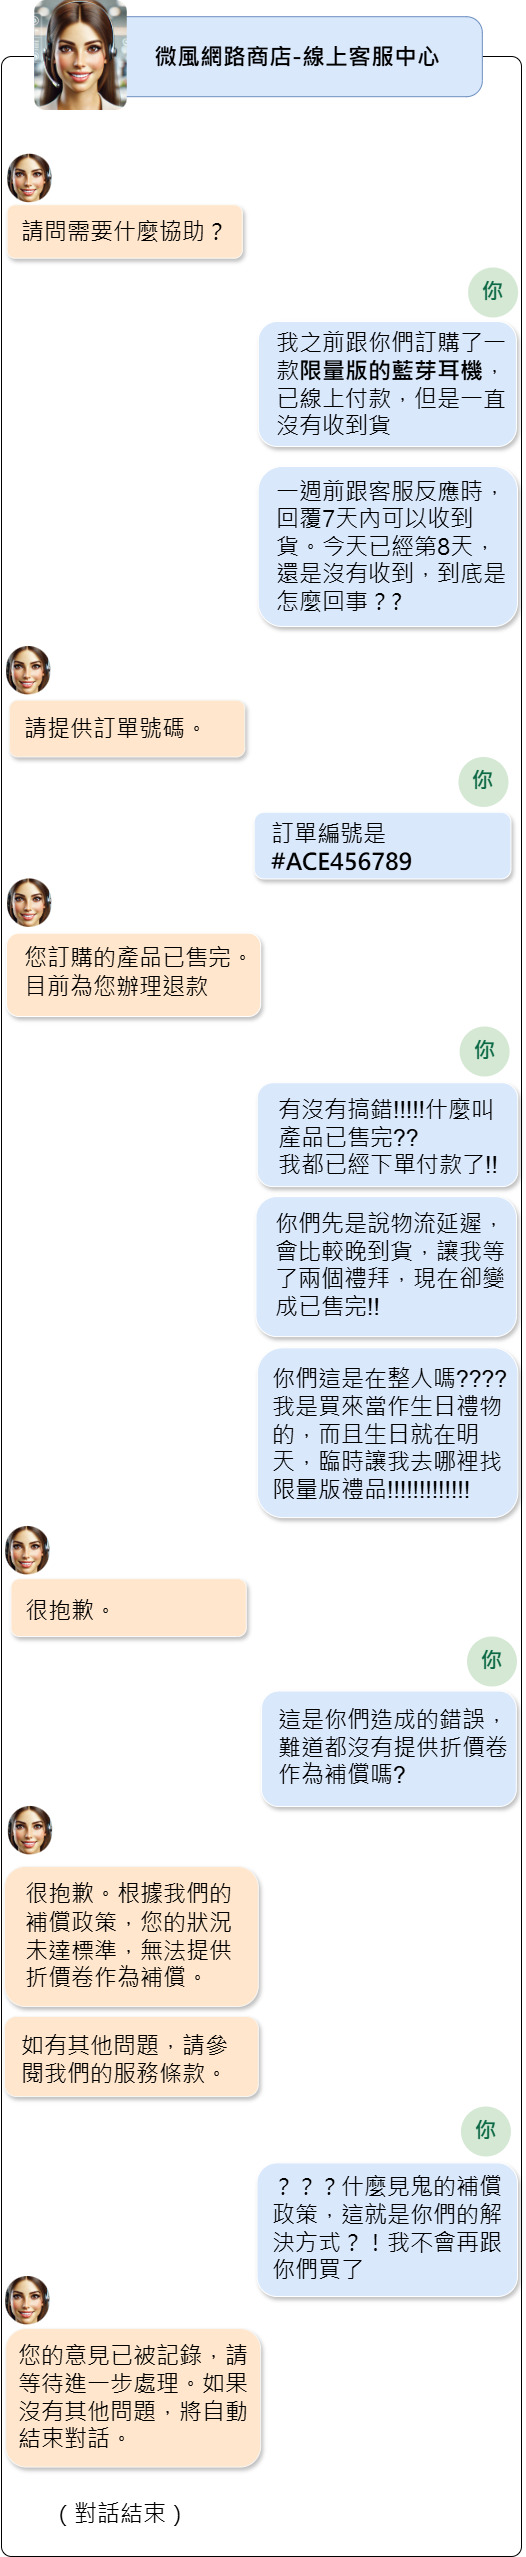 微風網路商店-線上客服中心
請問需要什麼協助？
你
我之前跟你們訂購了一
款限量版的藍芽耳機，
已線上付款，但是一直
沒有收到貨
一週前跟客服反應時，
回覆7天內可以收到
貨。今天已經第8天，
還是沒有收到，到底是
怎麼回事？?
請提供訂單號碼。
你
訂單編號是
#ACE456789
您訂購的產品已售完。
目前為您辦理退款
你
有沒有搞錯!!!!!什麼叫
產品已售完??
我都已經下單付款了!!
你們先是說物流延遲，
會比較晚到貨，讓我等
了兩個禮拜，現在卻變
成已售完!!
你們這是在整人嗎????
我是買來當作生日禮物
的，而且生日就在明
天，臨時讓我去哪裡找
限量版禮品!!!!!!!!!!!!!
很抱歉。
你
這是你們造成的錯誤，
難道都沒有提供折價卷
作為補償嗎?
很抱歉。根據我們的
補償政策，您的狀況
未達標準，無法提供
折價卷作為補償。
如有其他問題，請參
閱我們的服務條款。
你
？？？什麼見鬼的補償
政策，這就是你們的解
決方式？！我不會再跟
你們買了
您的意見已被記錄，請
等待進一步處理。如果
沒有其他問題，將自動
結束對話。
（對話結束）